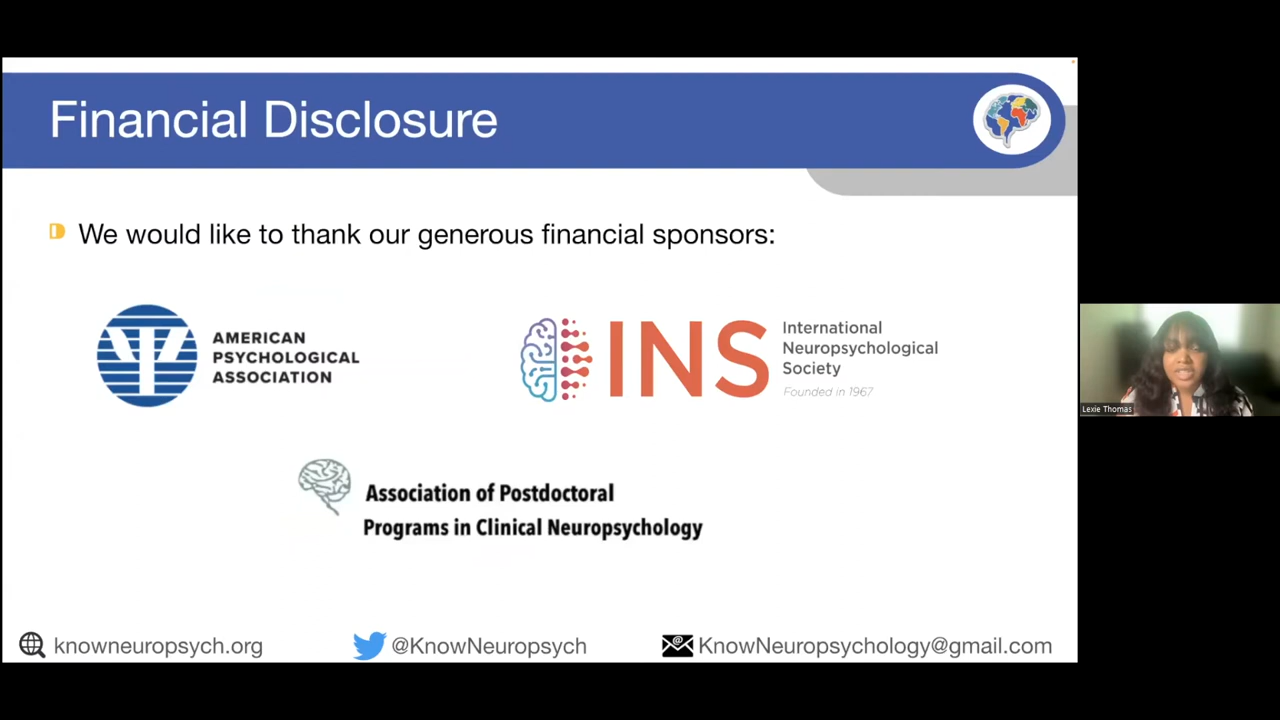 Financial Disclosure
We would like to thank our generous financial sponsors:
AMERICAN
PSYCHOLOGICAL
ASSOCIATION
INS
International
Neuropsychological
Society
Founded in 1967
Association of Postdoctoral
Programs in Clinical Neuropsychology
Lexie Thomas
knowneuropsych.org
@KnowNeuropsych
KnowNeuropsychology@gmail.com